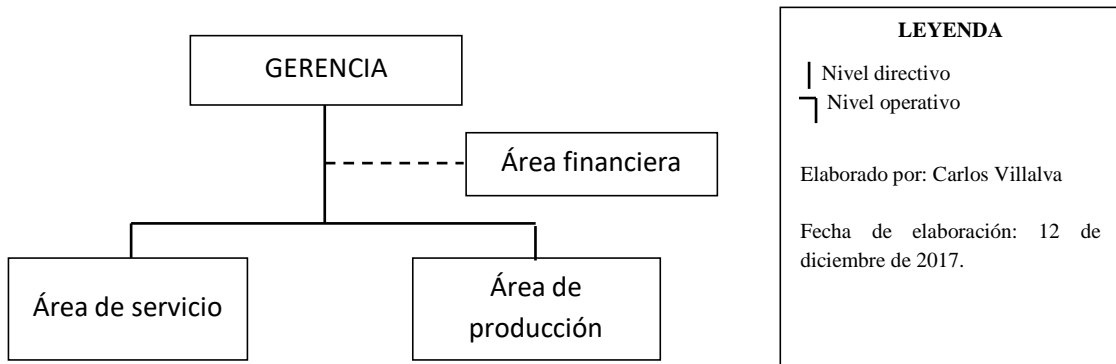 GERENCIA
Área financiera
Área de servicio
Área de
producción
LEYENDA
Nivel directivo
Nivel operativo
Elaborado por: Carlos Villalva
Fecha de elaboración: 12 de
diciembre de 2017.